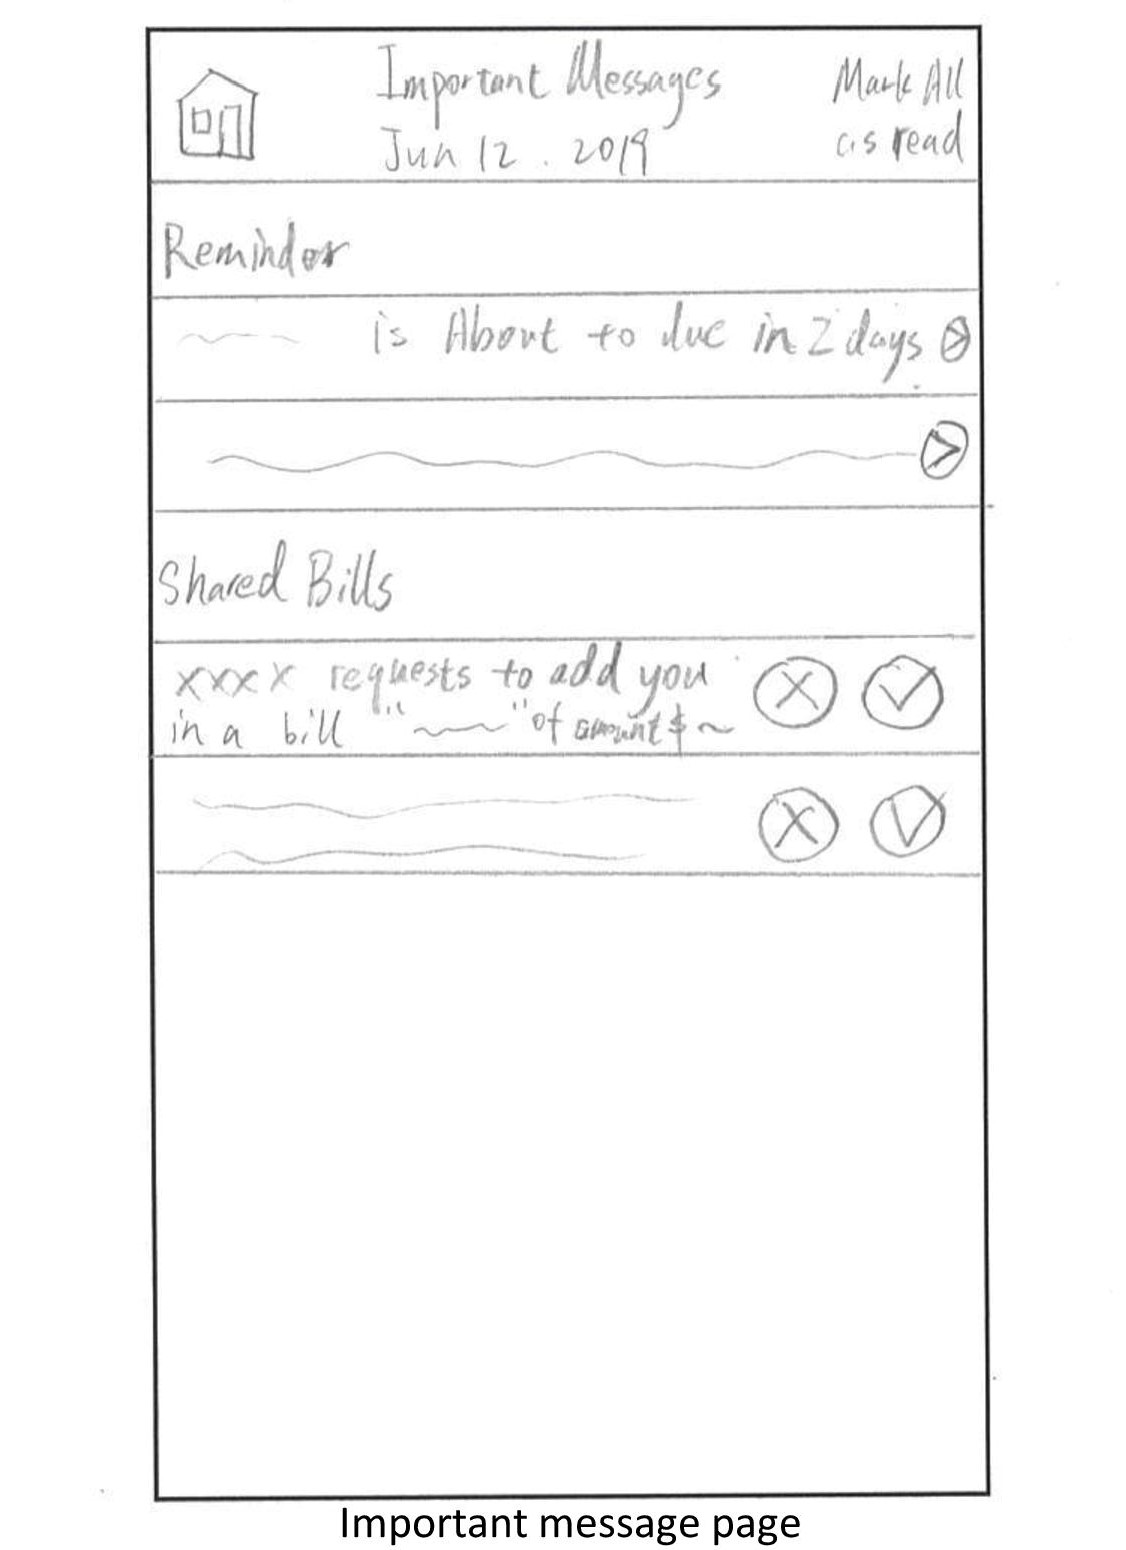 Important Messages
Jun 12 . 2019
Mark All
as read
Reminder
is About to due in 2 days
Shared Bills
xxxx requests to add you
in a bill " " of amount $ ~
Important message page